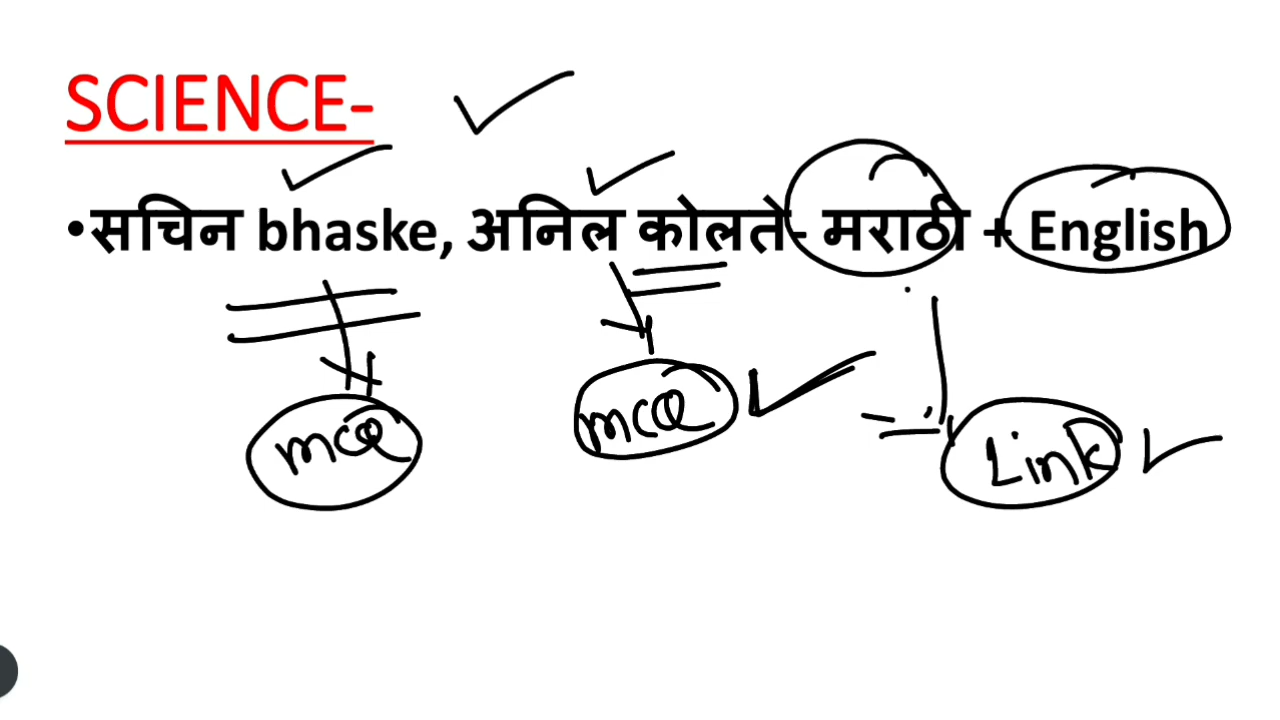 SCIENCE-
•सचिन bhaske, अनिल कोलते- मराठी + English
mcq
mcq
Link